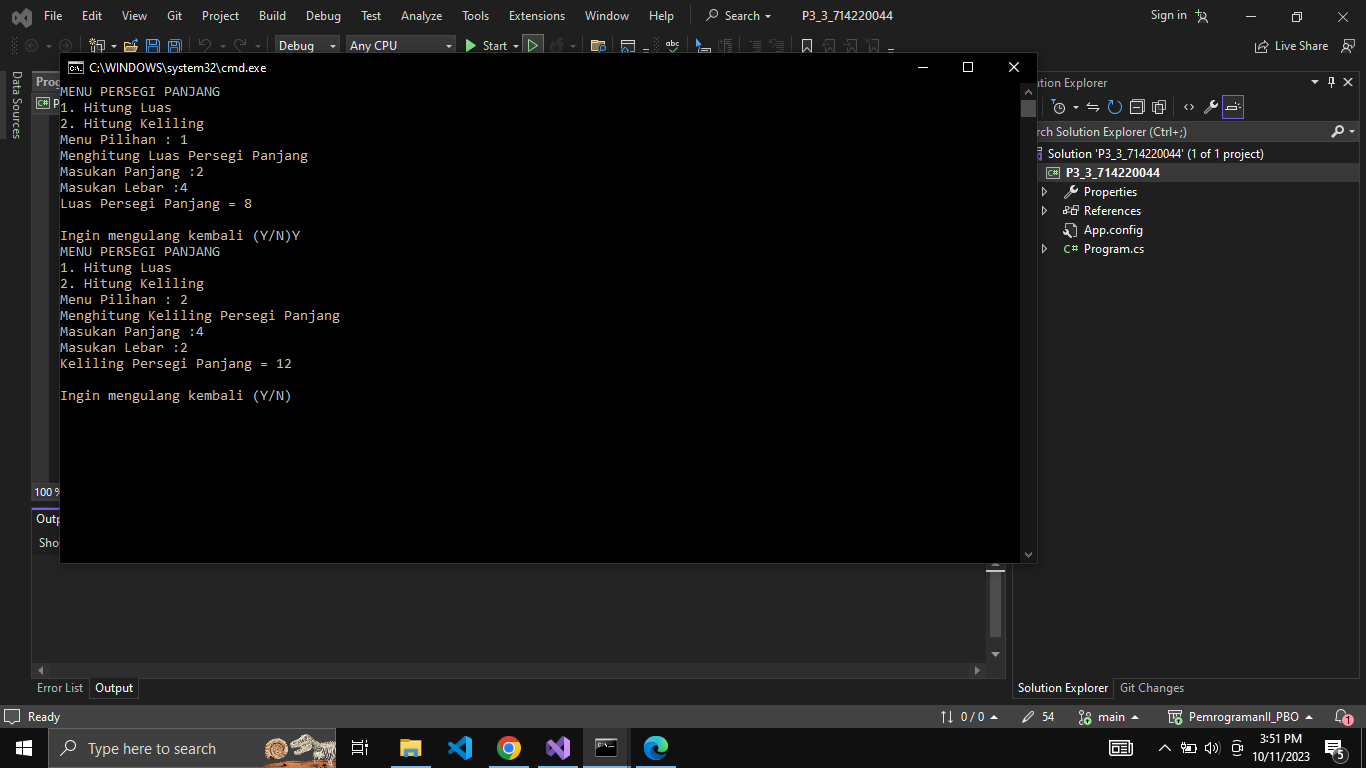 File Edit View Git Project Build Debug Test Analyze Tools Extensions Window Help Search P3_3_714220044 Sign in
Debug Any CPU Start Live Share
Data Sources
C:\WINDOWS\system32\cmd.exe
MENU PERSEGI PANJANG
1. Hitung Luas
2. Hitung Keliling
Menu Pilihan : 1
Menghitung Luas Persegi Panjang
Masukan Panjang :2
Masukan Lebar :4
Luas Persegi Panjang = 8
Ingin mengulang kembali (Y/N)Y
MENU PERSEGI PANJANG
1. Hitung Luas
2. Hitung Keliling
Menu Pilihan : 2
Menghitung Keliling Persegi Panjang
Masukan Panjang :4
Masukan Lebar :2
Keliling Persegi Panjang = 12
Ingin mengulang kembali (Y/N)
ution Explorer
rch Solution Explorer (Ctrl+;)
Solution 'P3_3_714220044' (1 of 1 project)
C# P3_3_714220044
Properties
References
App.config
C# Program.cs
Proc
C# P
100 %
Outp
Sho
Error List Output
Solution Explorer Git Changes
Ready 0 / 0 54 main PemrogramanII_PBO 1
Type here to search
3:51 PM
10/11/2023
5